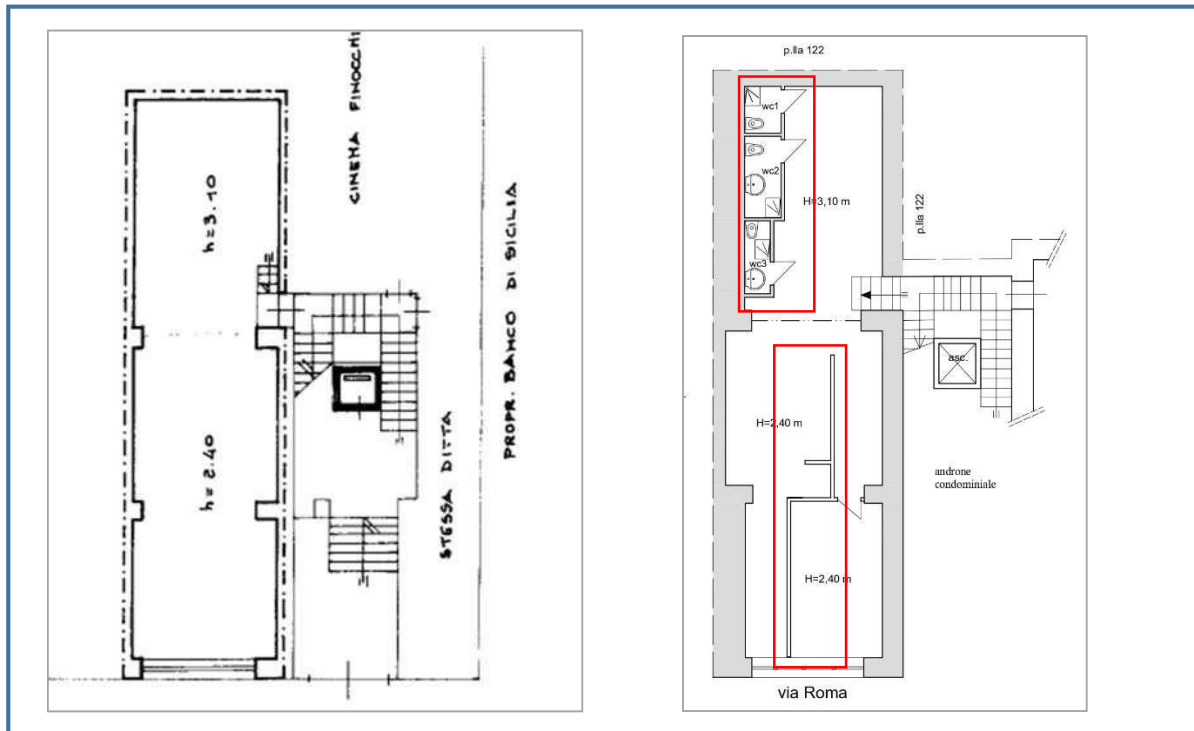 h=3.10
h=2.40
CINEMA FINOCCHI
STESSA DITTA
PROPR. BANCO DI SICILIA
p.lla 122
wc1
wc2
H=3,10 m
p.lla 122
wc3
asc.
H=2,40 m
androne
condominiale
H=2,40 m
via Roma